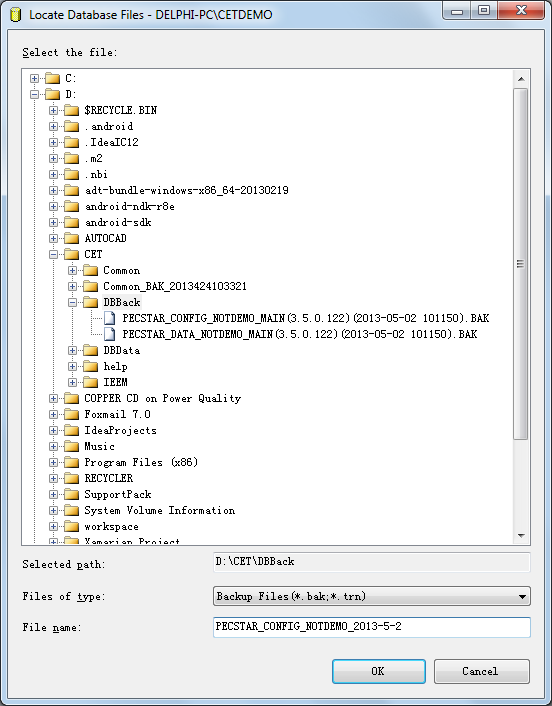 Locate Database Files - DELPHI-PC\CETDEMO
Select the file:
C:
D:
$RECYCLE.BIN
.android
.IdeaIC12
.m2
.nbi
adt-bundle-windows-x86_64-20130219
android-ndk-r8e
android-sdk
AUTOCAD
CET
Common
Common_BAK_2013424103321
DBBack
PECSTAR_CONFIG_NOTDEMO_MAIN(3.5.0.122)(2013-05-02 101150).BAK
PECSTAR_DATA_NOTDEMO_MAIN(3.5.0.122)(2013-05-02 101150).BAK
DBData
help
IEEM
COPPER CD on Power Quality
Foxmail 7.0
IdeaProjects
Music
Program Files (x86)
RECYCLER
SupportPack
System Volume Information
workspace
Xamarian Project
Selected path: D:\CET\DBBack
Files of type: Backup Files(*.bak;*.trn)
File name: PECSTAR_CONFIG_NOTDEMO_2013-5-2
OK Cancel